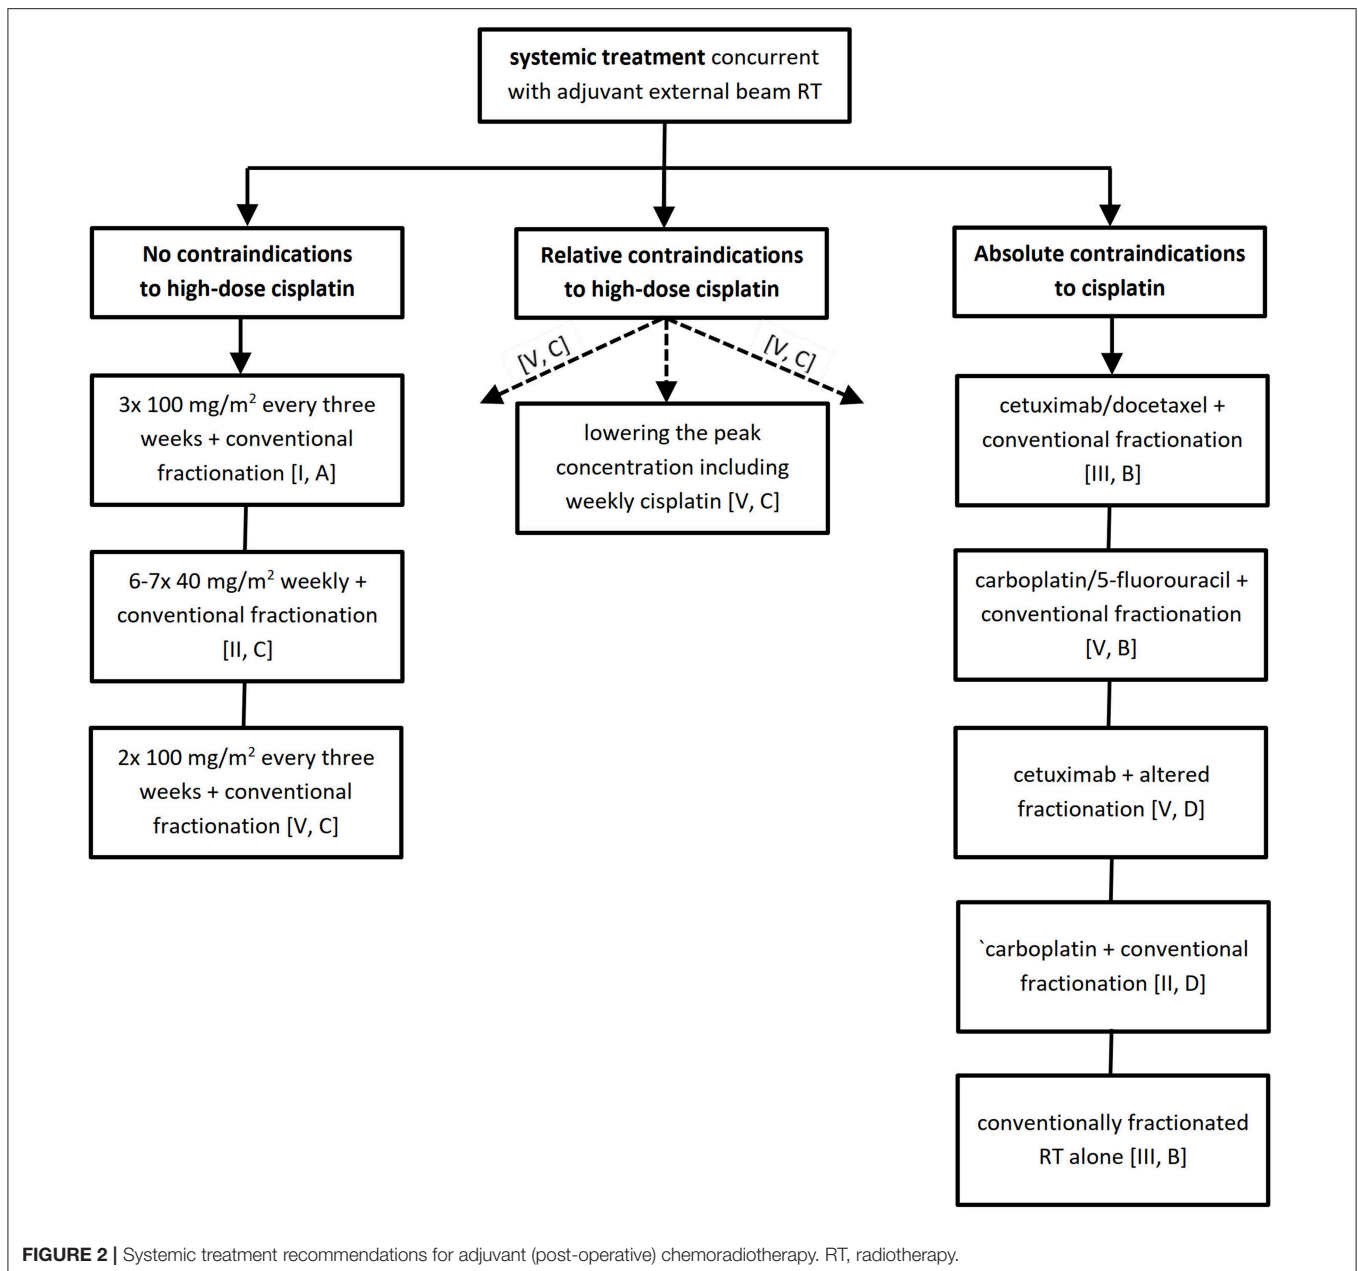 systemic treatment concurrent
with adjuvant external beam RT
No contraindications
to high-dose cisplatin
3x 100 mg/m² every three
weeks + conventional
fractionation [I, A]
6-7x 40 mg/m² weekly +
conventional fractionation
[II, C]
2x 100 mg/m² every three
weeks + conventional
fractionation [V, C]
Relative contraindications
to high-dose cisplatin
[V, C]
[V, C]
lowering the peak
concentration including
weekly cisplatin [V, C]
Absolute contraindications
to cisplatin
cetuximab/docetaxel +
conventional fractionation
[III, B]
carboplatin/5-fluorouracil +
conventional fractionation
[V, B]
cetuximab + altered
fractionation [V, D]
`carboplatin + conventional
fractionation [II, D]
conventionally fractionated
RT alone [III, B]
FIGURE 2 | Systemic treatment recommendations for adjuvant (post-operative) chemoradiotherapy. RT, radiotherapy.